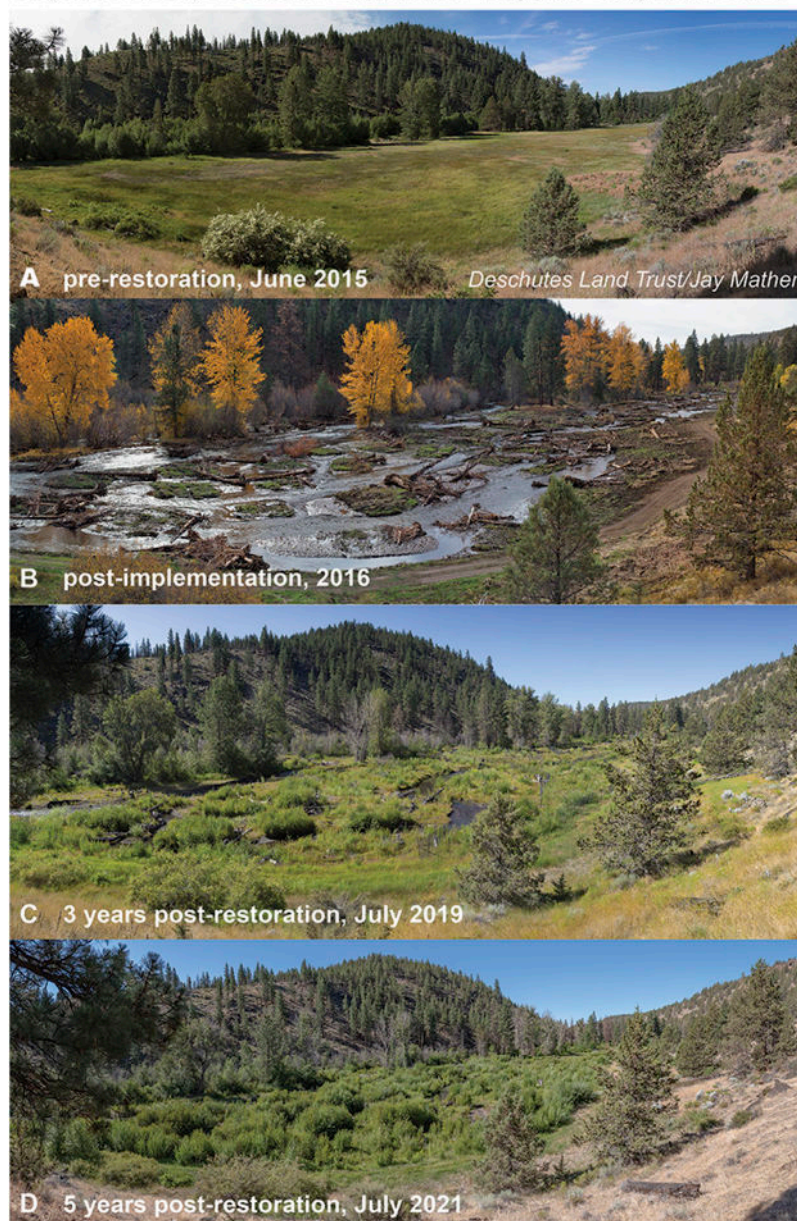 A pre-restoration, June 2015
Deschutes Land Trust/Jay Mather
B post-implementation, 2016
C 3 years post-restoration, July 2019
D 5 years post-restoration, July 2021